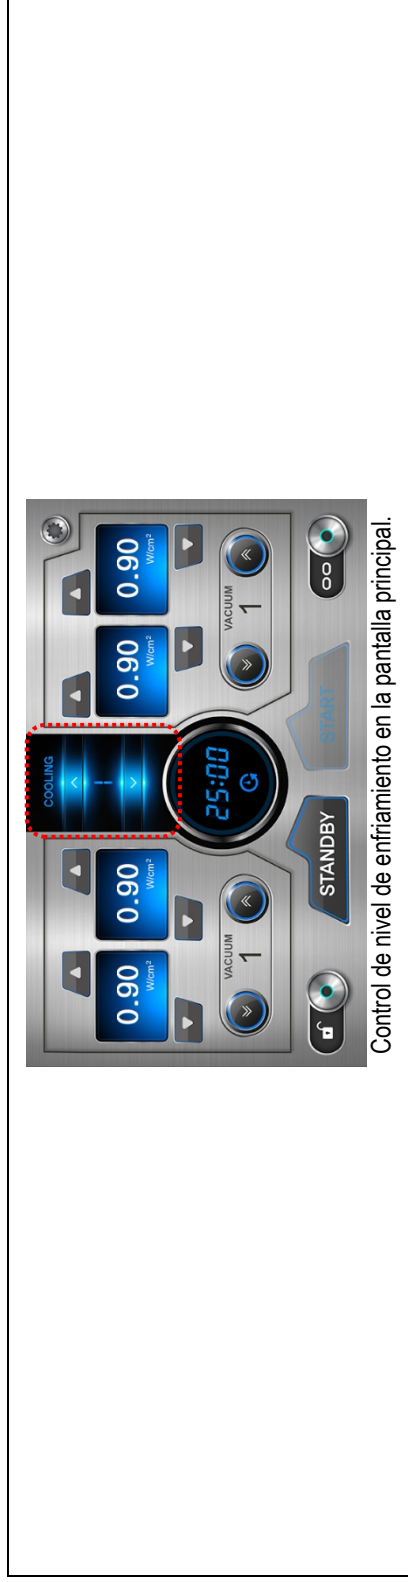 COOLING
1
0.90
W/cm²
0.90
W/cm²
0.90
W/cm²
0.90
W/cm²
VACUUM
1
25:00
VACUUM
1
STANDBY
START
Control de nivel de enfriamiento en la pantalla principal.